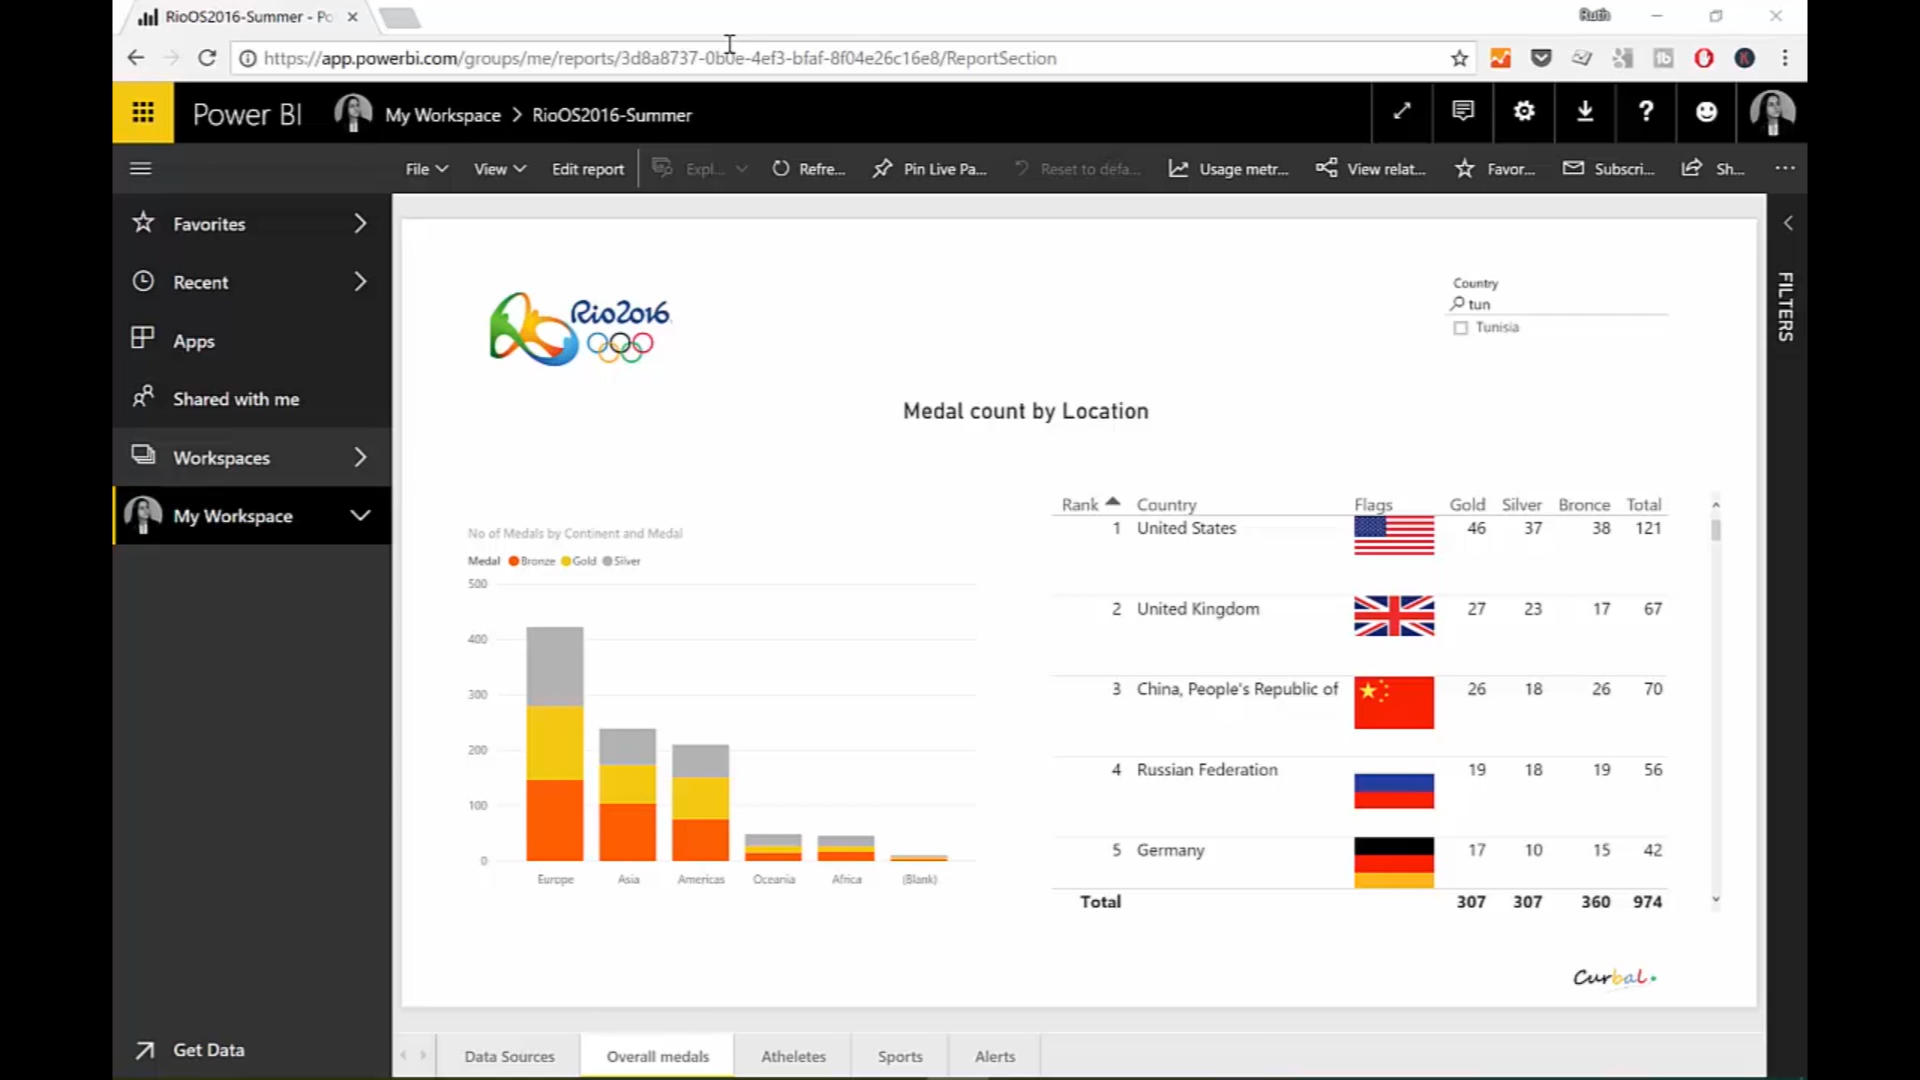 RioOS2016-Summer - Po
Ruth
https://app.powerbi.com/groups/me/reports/3d8a8737-0b0e-4ef3-bfaf-8f04e26c16e8/ReportSection
Power BI My Workspace > RioOS2016-Summer
File View Edit report Expl... Refre... Pin Live Pa... Reset to defa... Usage metr... View relat... Favor... Subscri... Sh... ...
Favorites
Recent
Apps
Shared with me
Workspaces
My Workspace
Get Data
Rio2016
Country
tun
Tunisia
FILTERS
Medal count by Location
No of Medals by Continent and Medal
Medal Bronze Gold Silver
500
400
300
200
100
0
Europe Asia Americas Oceania Africa (Blank)
Rank Country Flags Gold Silver Bronze Total
1 United States 46 37 38 121
2 United Kingdom 27 23 17 67
3 China, People's Republic of 26 18 26 70
4 Russian Federation 19 18 19 56
5 Germany 17 10 15 42
Total 307 307 360 974
Curbal
Data Sources Overall medals Atheletes Sports Alerts